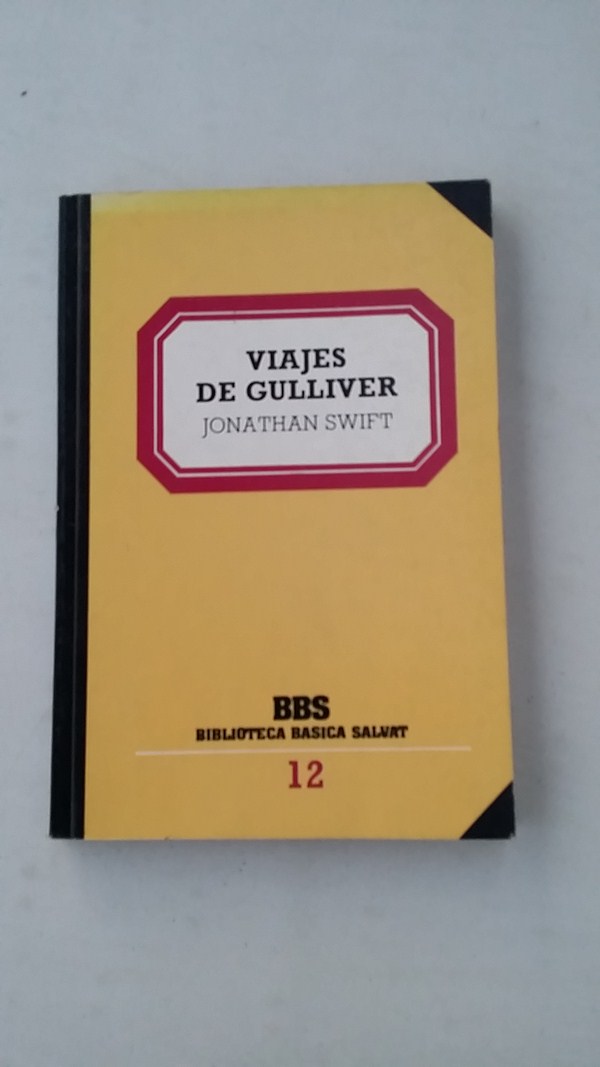 VIAJES
DE GULLIVER
JONATHAN SWIFT
BBS
BIBLIOTECA BASICA SALVAT
12